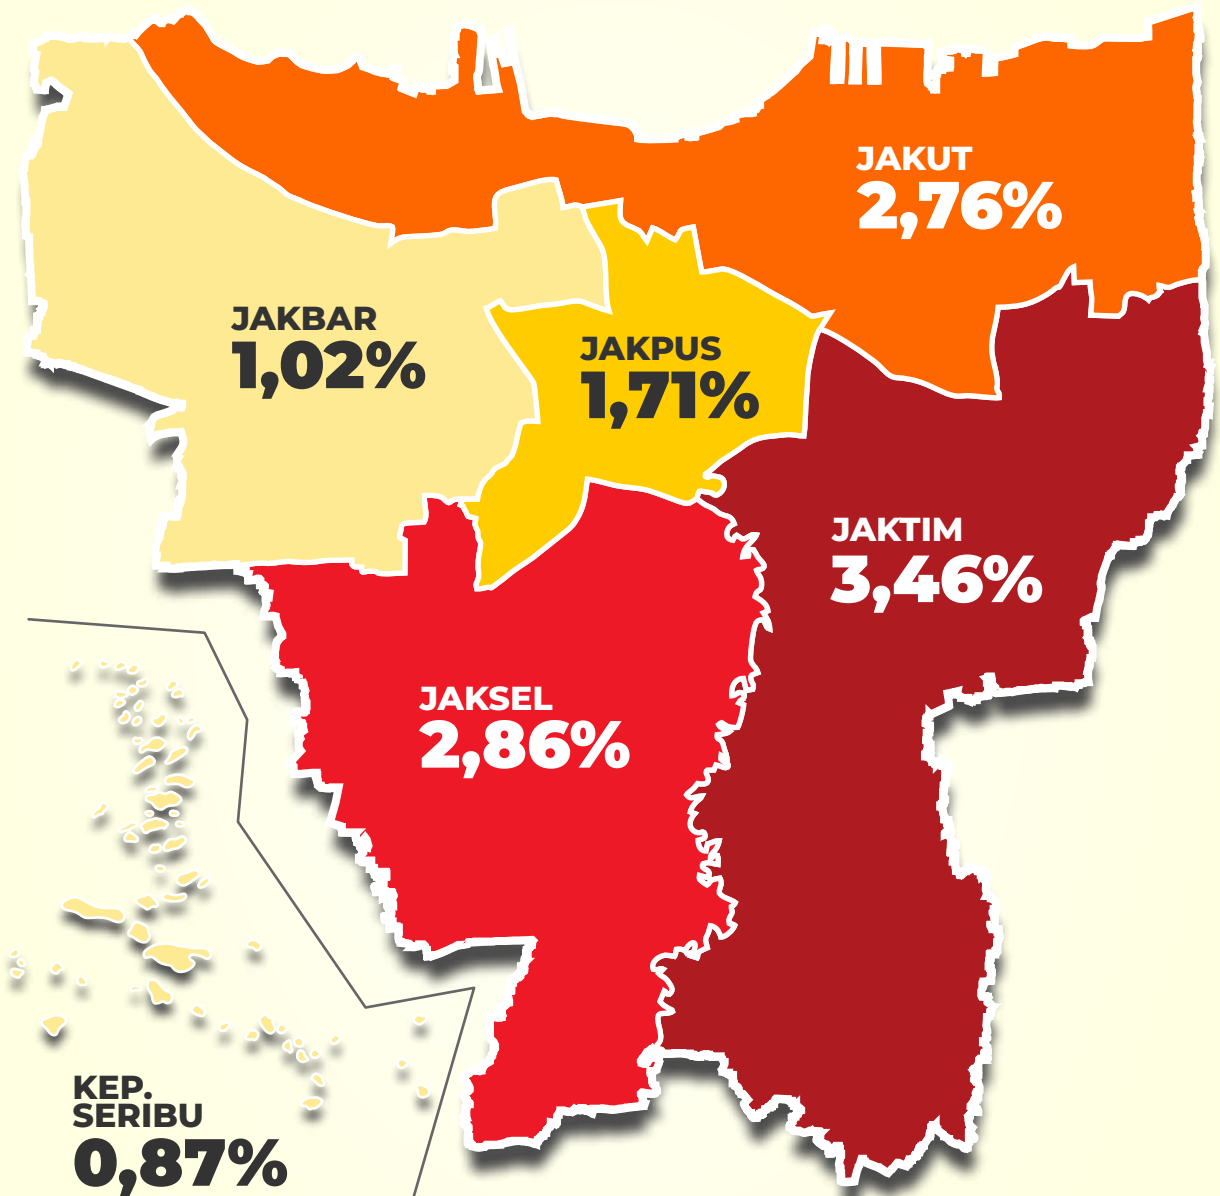 JAKUT
2,76%
JAKBAR
1,02%
JAKPUS
1,71%
JAKTIM
3,46%
JAKSEL
2,86%
KEP.
SERIBU
0,87%